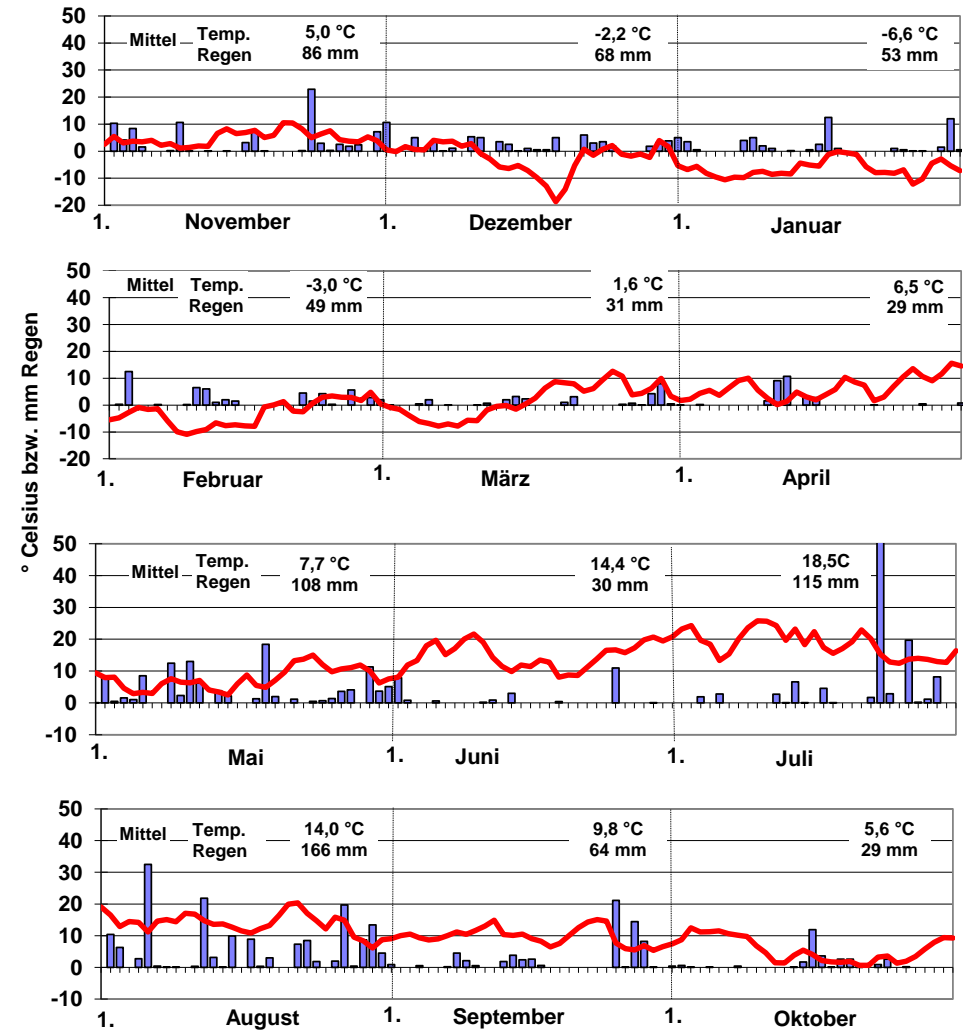 ° Celsius bzw. mm Regen
50
40
30
20
10
0
-10
-20
Mittel Temp. 5,0 °C -2,2 °C -6,6 °C
Regen 86 mm 68 mm 53 mm
1. November 1. Dezember 1. Januar
50
40
30
20
10
0
-10
-20
Mittel Temp. -3,0 °C 1,6 °C 6,5 °C
Regen 49 mm 31 mm 29 mm
1. Februar 1. März 1. April
50
40
30
20
10
0
-10
Mittel Temp. 7,7 °C 14,4 °C 18,5C
Regen 108 mm 30 mm 115 mm
1. Mai 1. Juni 1. Juli
50
40
30
20
10
0
-10
Mittel Temp. 14,0 °C 9,8 °C 5,6 °C
Regen 166 mm 64 mm 29 mm
1. August 1. September 1. Oktober